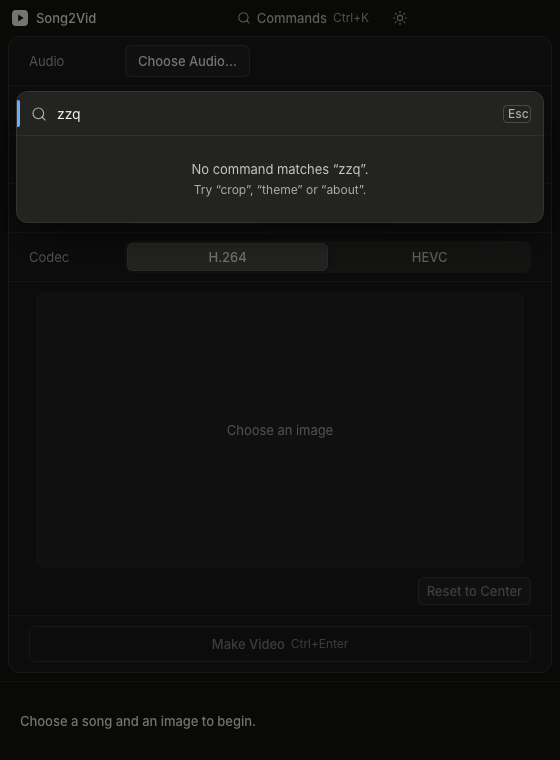 Song2Vid
Commands Ctrl+K
Audio
Choose Audio...
zzq
Esc
No command matches “zzq”.
Try “crop”, “theme” or “about”.
Codec
H.264
HEVC
Choose an image
Reset to Center
Make Video Ctrl+Enter
Choose a song and an image to begin.